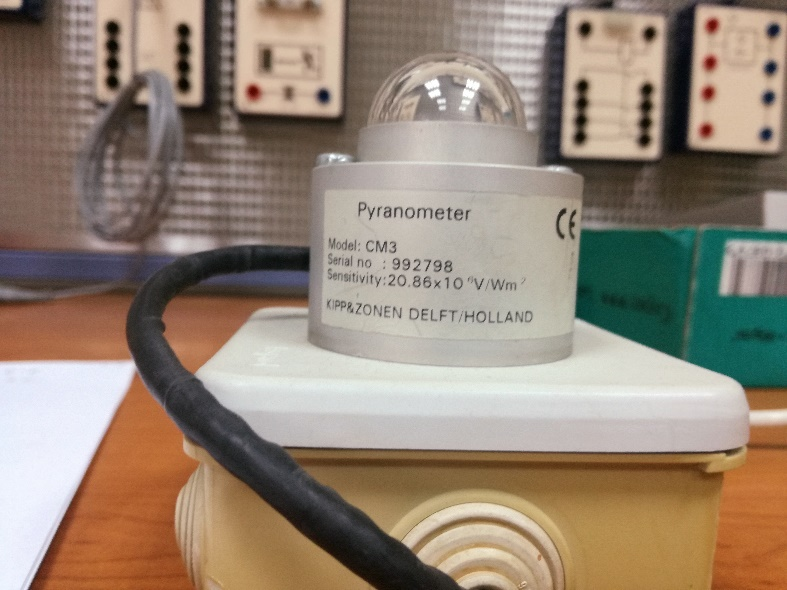 Pyranometer
CE
Model: CM3
Serial no : 992798
Sensitivity:20.86x10⁻⁶V/Wm⁻²
KIPP&ZONEN DELFT/HOLLAND